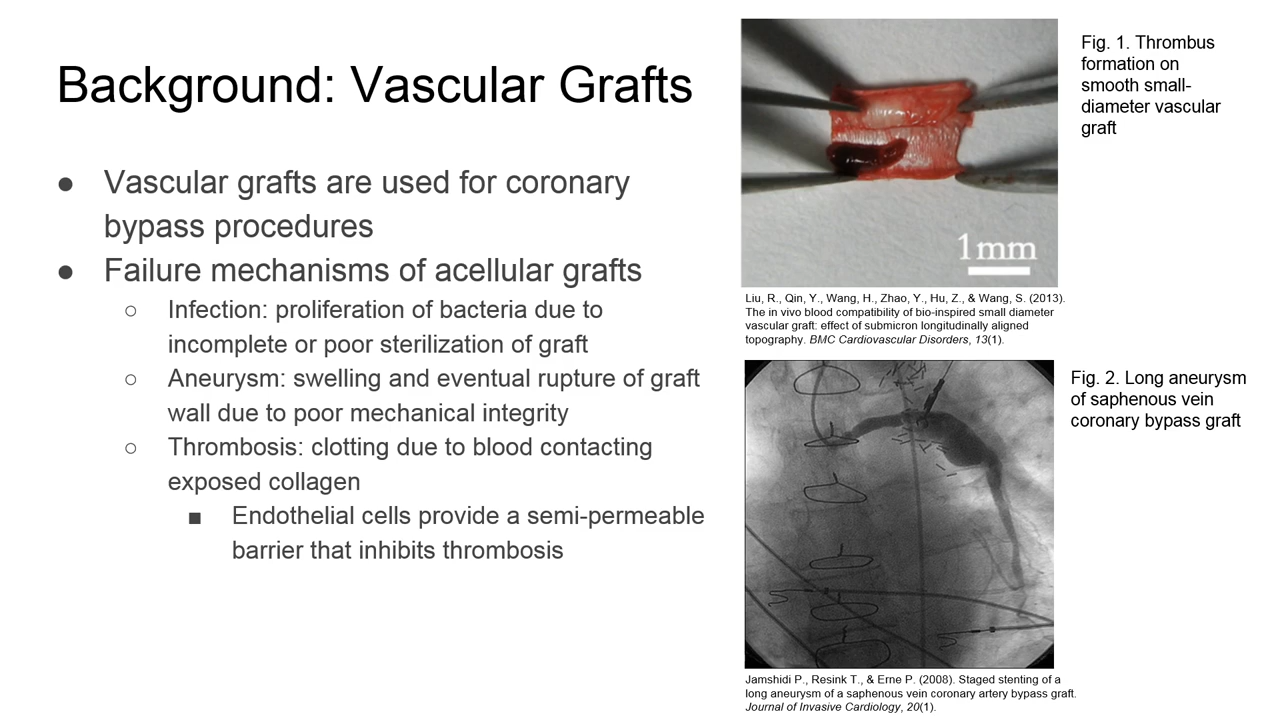 Background: Vascular Grafts
● Vascular grafts are used for coronary
bypass procedures
● Failure mechanisms of acellular grafts
○ Infection: proliferation of bacteria due to
incomplete or poor sterilization of graft
○ Aneurysm: swelling and eventual rupture of graft
wall due to poor mechanical integrity
○ Thrombosis: clotting due to blood contacting
exposed collagen
■ Endothelial cells provide a semi-permeable
barrier that inhibits thrombosis
1mm
Fig. 1. Thrombus
formation on
smooth small-
diameter vascular
graft
Liu, R., Qin, Y., Wang, H., Zhao, Y., Hu, Z., & Wang, S. (2013).
The in vivo blood compatibility of bio-inspired small diameter
vascular graft: effect of submicron longitudinally aligned
topography. BMC Cardiovascular Disorders, 13(1).
Fig. 2. Long aneurysm
of saphenous vein
coronary bypass graft
Jamshidi P., Resink T., & Erne P. (2008). Staged stenting of a
long aneurysm of a saphenous vein coronary artery bypass graft.
Journal of Invasive Cardiology, 20(1).